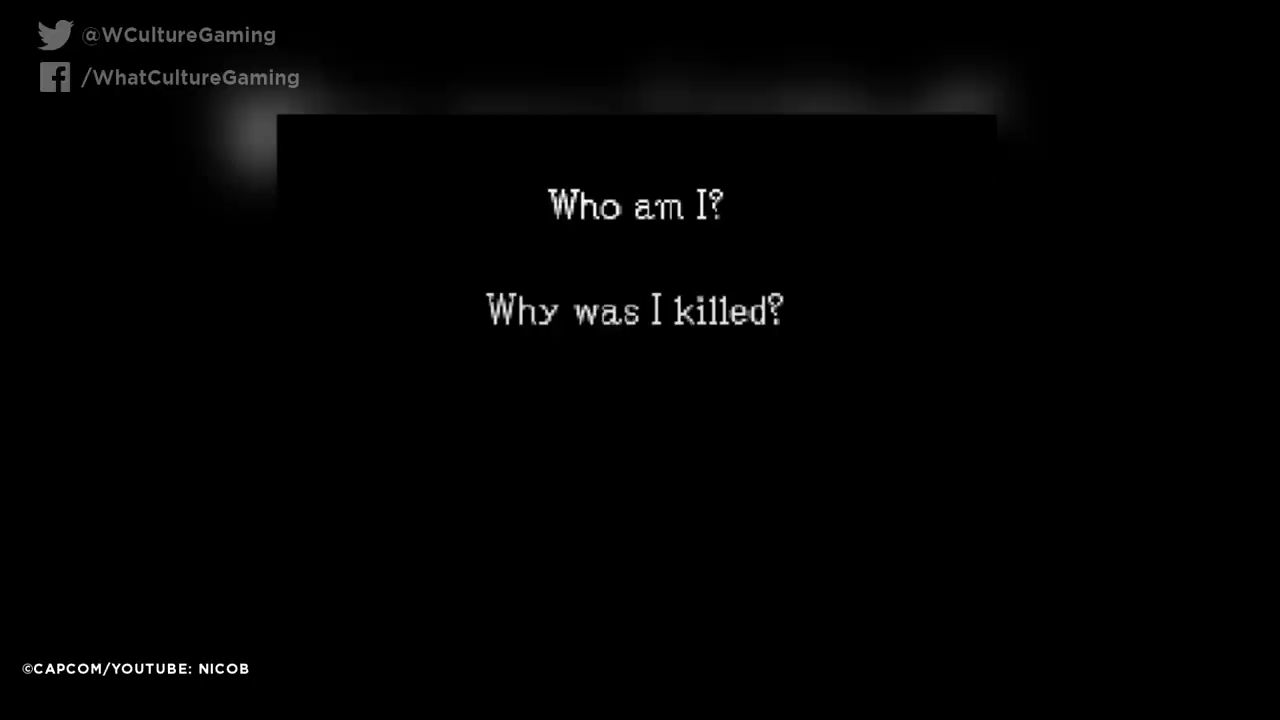 @WCultureGaming
/WhatCultureGaming
Who am I?
Why was I killed?
©CAPCOM/YOUTUBE: NICOB